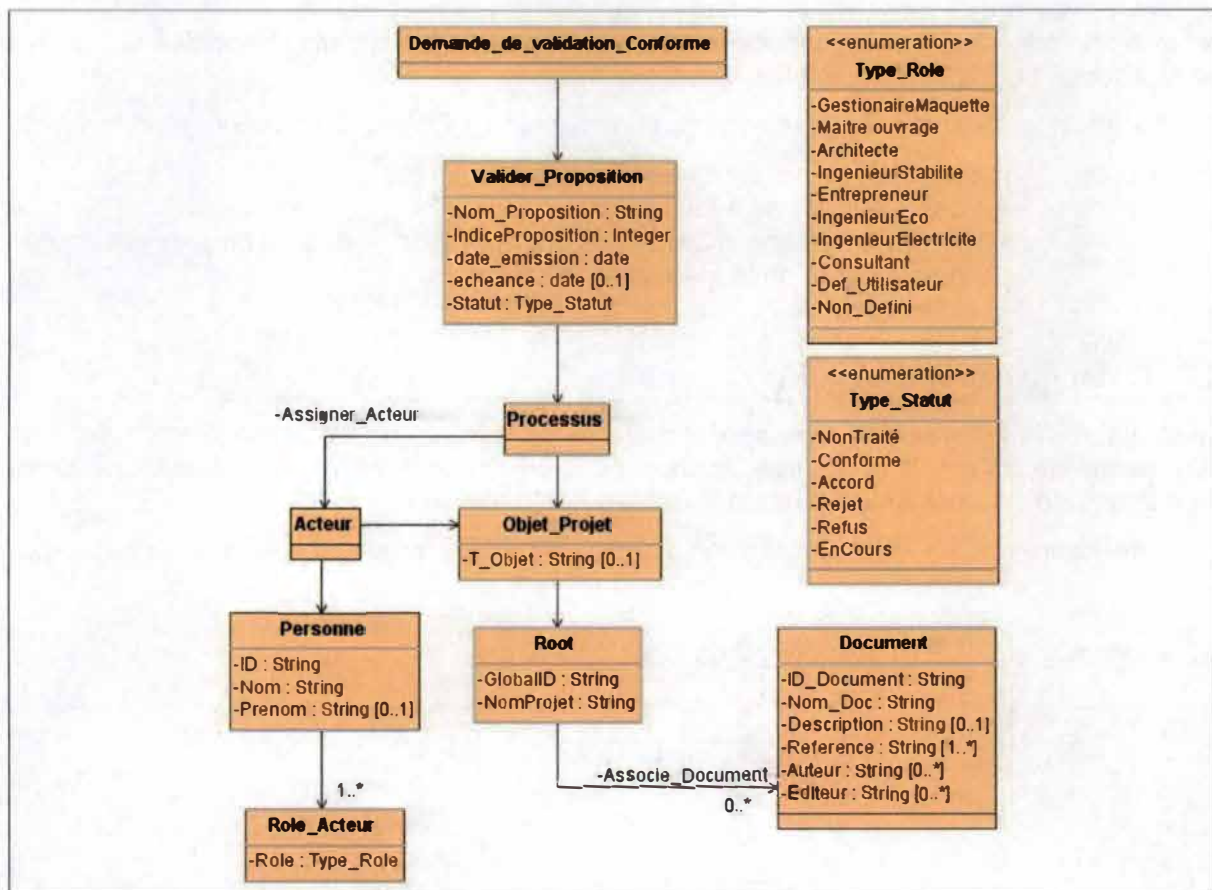 Demande_de_validation_Conforme
Valider_Proposition
-Nom_Proposition : String
-IndiceProposition : Integer
-date_emission : date
-echeance : date [0..1]
-Statut : Type_Statut
<<enumeration>>
Type_Role
-GestionaireMaquette
-Maitre ouvrage
-Architecte
-IngenieurStabilite
-Entrepreneur
-IngenieurEco
-IngenieurElectricite
-Consultant
-Def_Utilisateur
-Non_Defini
<<enumeration>>
Type_Statut
-NonTraité
-Conforme
-Accord
-Rejet
-Refus
-EnCours
-Assigner_Acteur
Processus
Acteur
Objet_Projet
-T_Objet : String [0..1]
Personne
-ID : String
-Nom : String
-Prenom : String [0..1]
Root
-GlobalID : String
-NomProjet : String
Document
-ID_Document : String
-Nom_Doc : String
-Description : String [0..1]
-Reference : String [1..*]
-Auteur : String [0..*]
-Editeur : String [0..*]
-Associe_Document
0..*
1..*
Role_Acteur
-Role : Type_Role